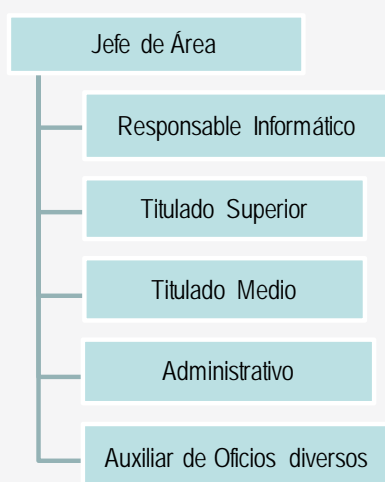 Jefe de Área
Responsable Informático
Titulado Superior
Titulado Medio
Administrativo
Auxiliar de Oficios diversos